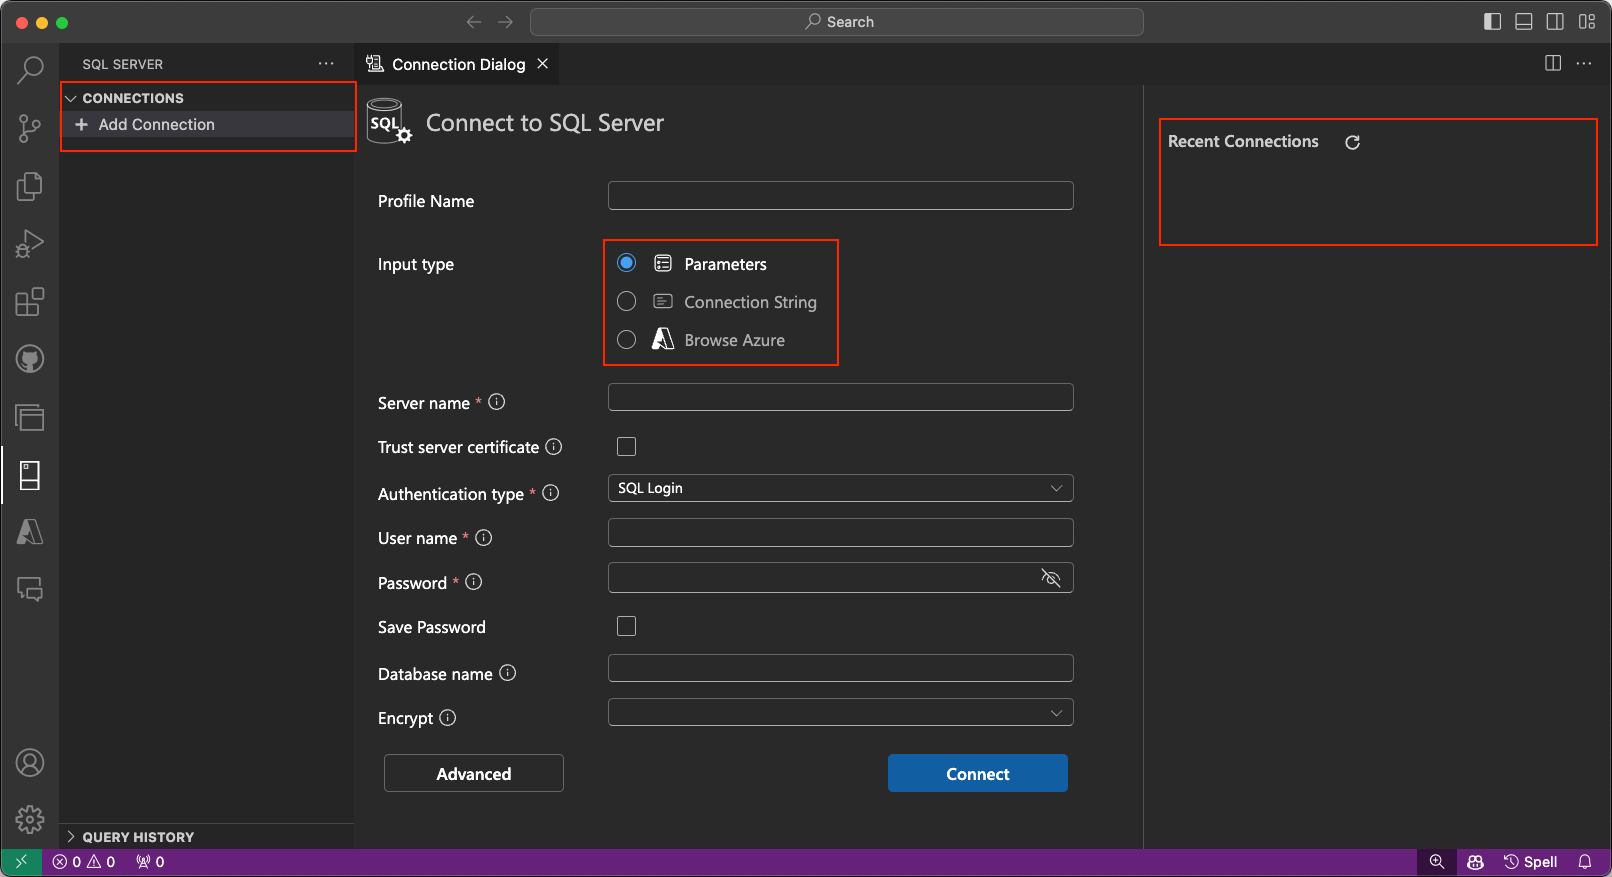 Search
SQL SERVER
CONNECTIONS
Add Connection
QUERY HISTORY
Connection Dialog
SQL
Connect to SQL Server
Profile Name
Input type
Parameters
Connection String
Browse Azure
Server name *
Trust server certificate
Authentication type *
SQL Login
User name *
Password *
Save Password
Database name
Encrypt
Advanced
Connect
Recent Connections
0 0 0
Spell